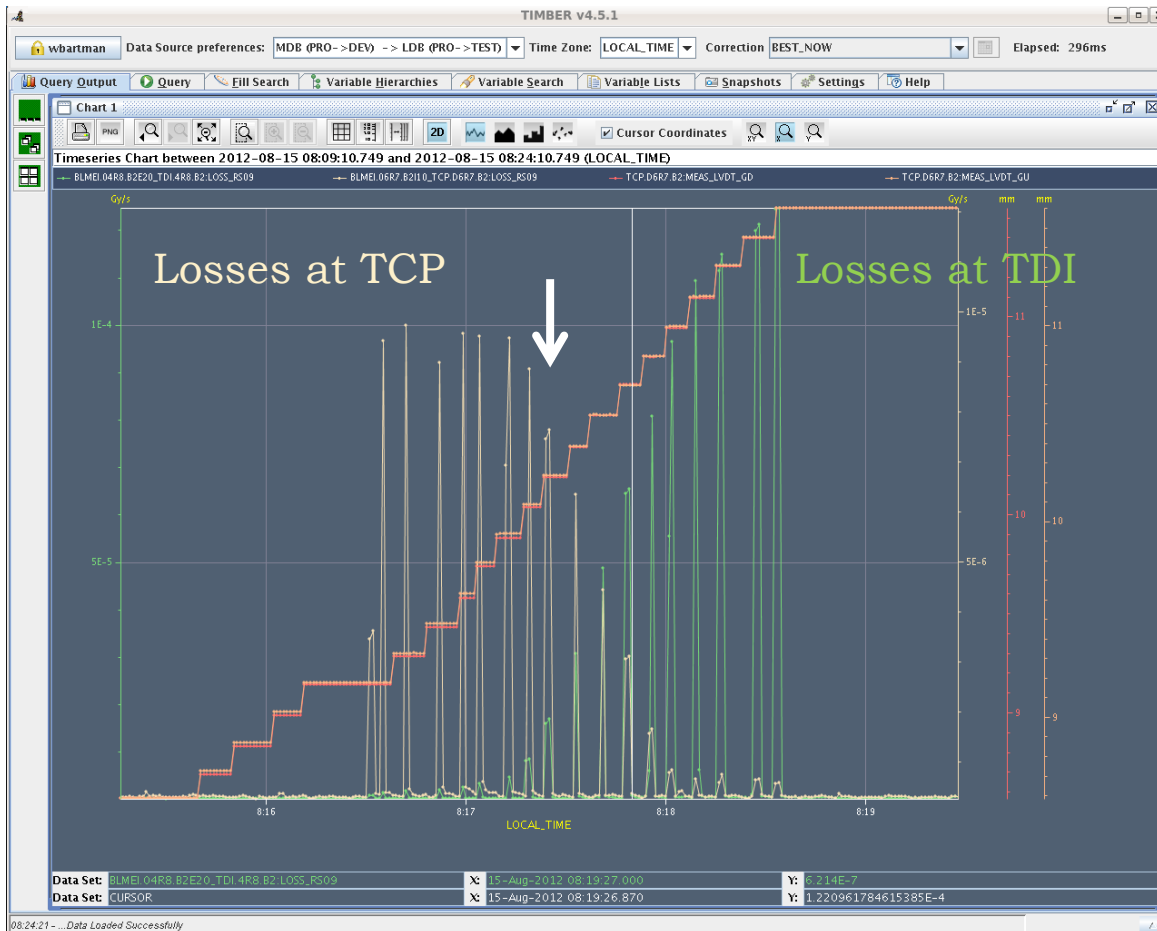 TIMBER v4.5.1
wbartman Data Source preferences: MDB (PRO->DEV) -> LDB (PRO->TEST) Time Zone: LOCAL_TIME Correction BEST_NOW Elapsed: 296ms
Query Output Query Fill Search Variable Hierarchies Variable Search Variable Lists Snapshots Settings Help
Chart 1
PNG 2D Cursor Coordinates XY X Y
Timeseries Chart between 2012-08-15 08:09:10.749 and 2012-08-15 08:24:10.749 (LOCAL_TIME)
BLMEI.04R8.B2E20_TDI.4R8.B2:LOSS_RS09 BLMEI.06R7.B2I10_TCP.D6R7.B2:LOSS_RS09 TCP.D6R7.B2:MEAS_LVDT_GD TCP.D6R7.B2:MEAS_LVDT_GU
Gy/s Gy/s mm mm
Losses at TCP Losses at TDI
1E-4 1E-5 11 11
10 10
5E-5 5E-6
9 9
8:16 8:17 8:18 8:19
LOCAL_TIME
Data Set: BLMEI.04R8.B2E20_TDI.4R8.B2:LOSS_RS09 X: 15-Aug-2012 08:19:27.000 Y: 6.214E-7
Data Set: CURSOR X: 15-Aug-2012 08:19:26.870 Y: 1.220961784615385E-4
08:24:21 - ...Data Loaded Successfully